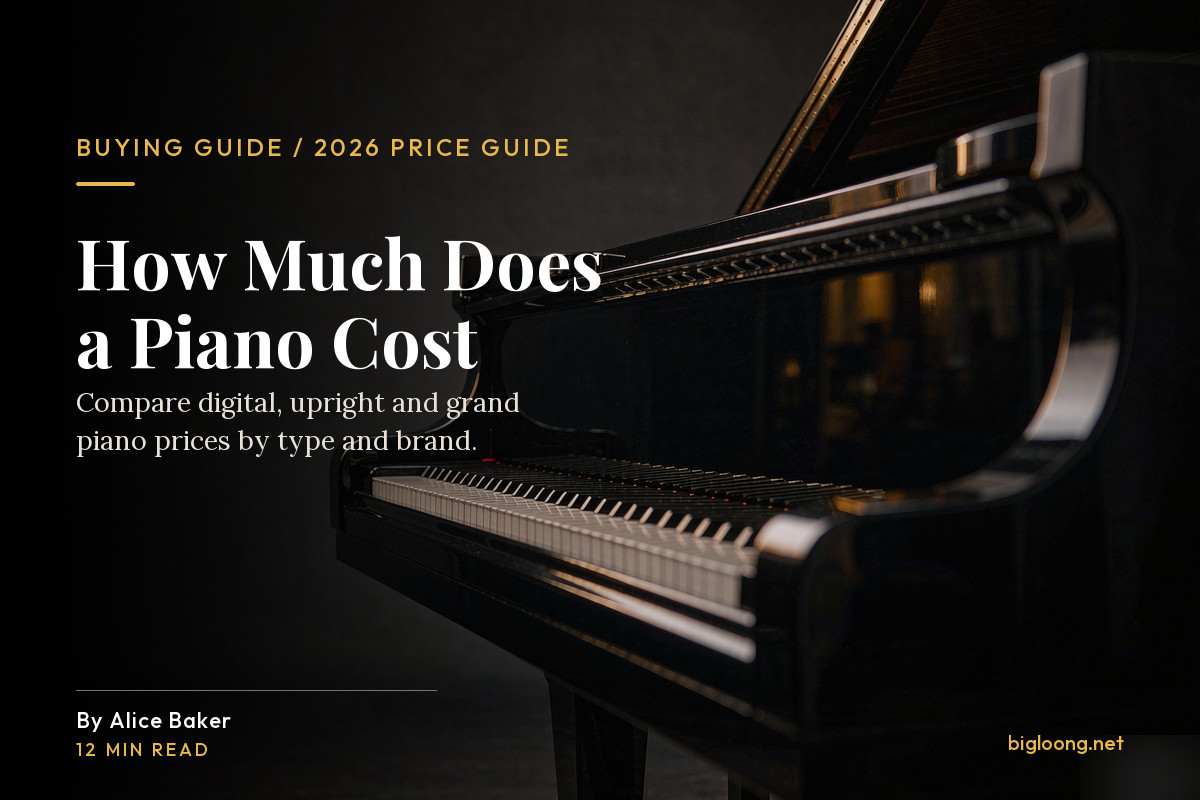 BUYING GUIDE / 2026 PRICE GUIDE
How Much Does
a Piano Cost
Compare digital, upright and grand
piano prices by type and brand.
By Alice Baker
12 MIN READ
bigloong.net